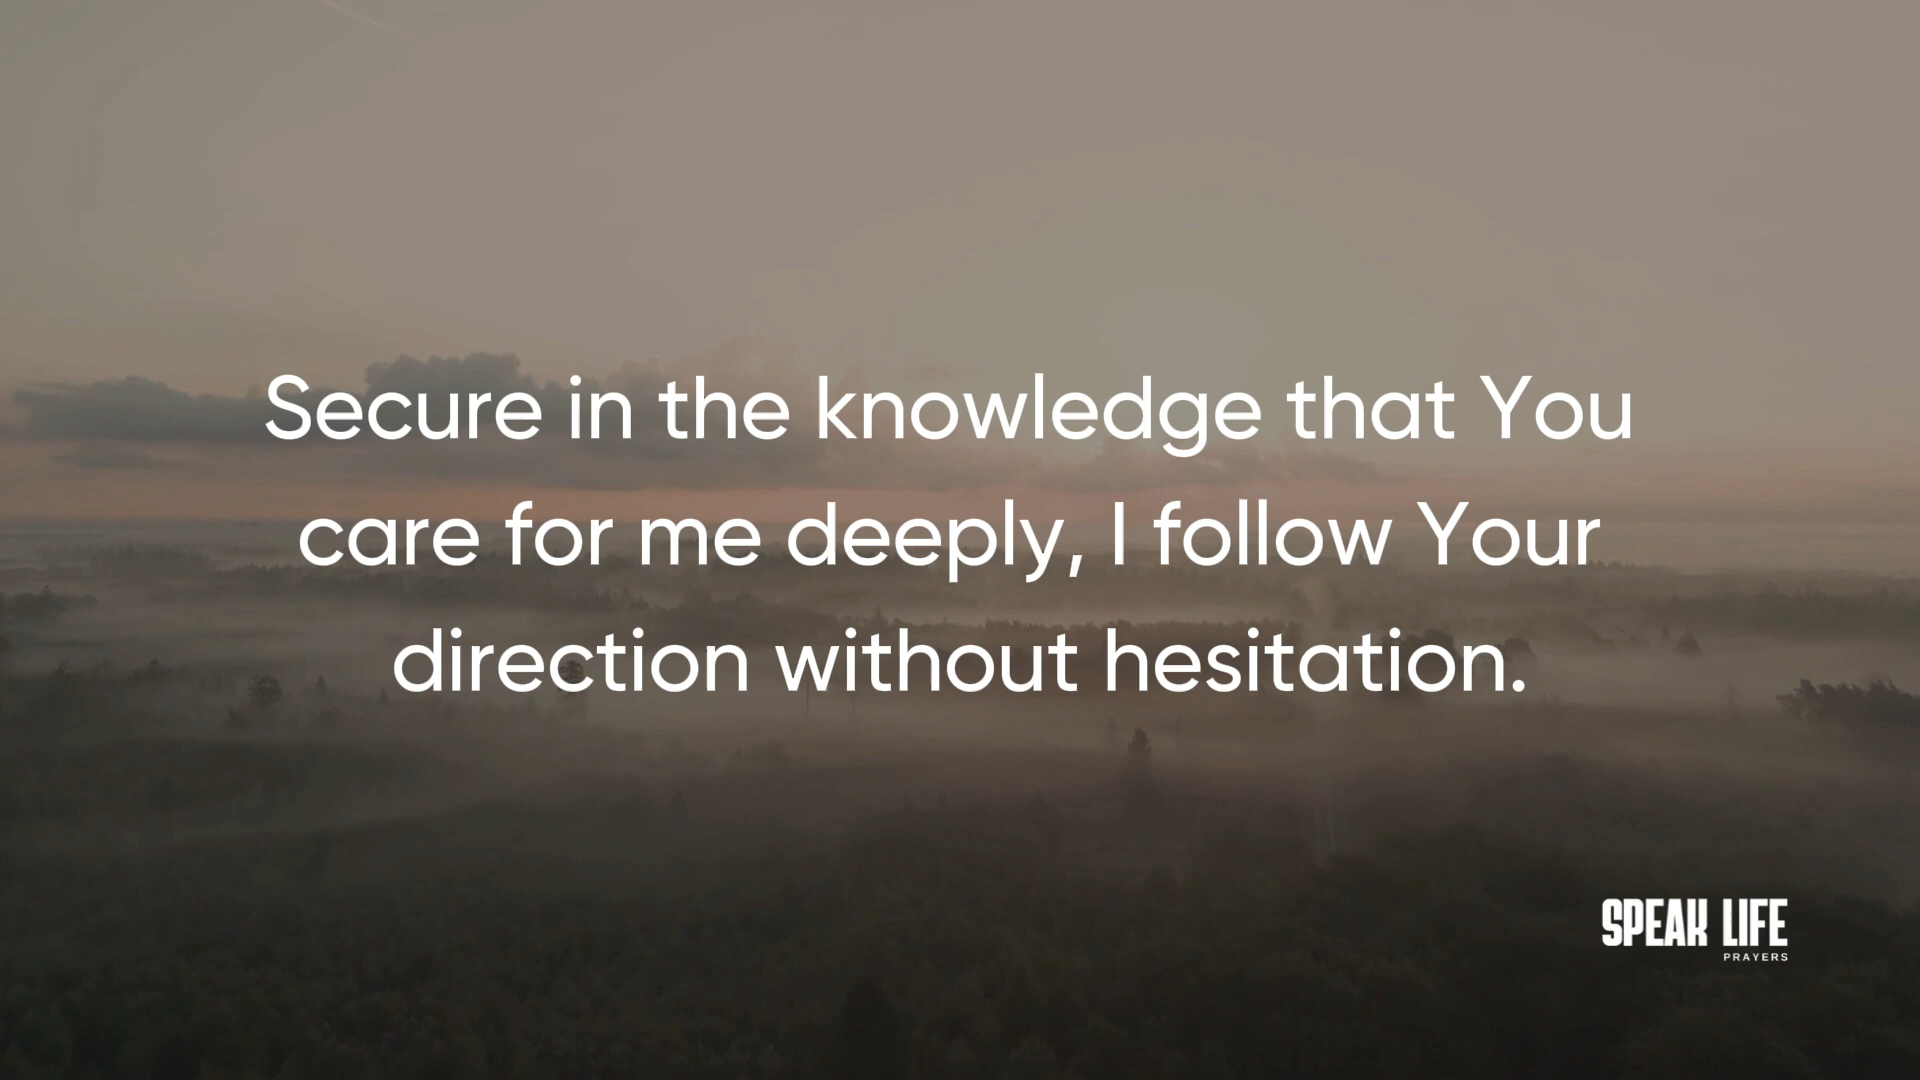 Secure in the knowledge that You
care for me deeply, I follow Your
direction without hesitation.
SPEAK LIFE
PRAYERS